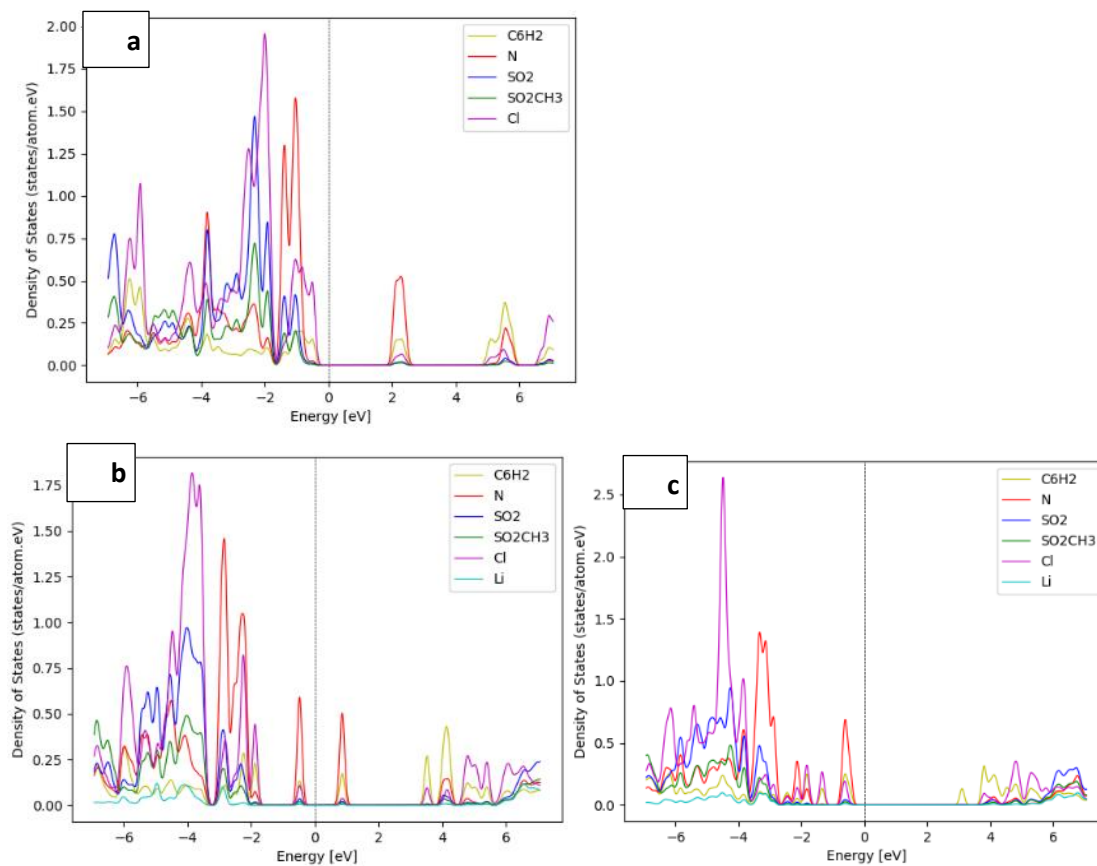 a
2.00
1.75
1.50
1.25
1.00
0.75
0.50
0.25
0.00
Density of States (states/atom.eV)
C6H2
N
SO2
SO2CH3
Cl
−6 −4 −2 0 2 4 6
Energy [eV]
b
1.75
1.50
1.25
1.00
0.75
0.50
0.25
0.00
Density of States (states/atom.eV)
C6H2
N
SO2
SO2CH3
Cl
Li
−6 −4 −2 0 2 4 6
Energy [eV]
c
2.5
2.0
1.5
1.0
0.5
0.0
Density of States (states/atom.eV)
C6H2
N
SO2
SO2CH3
Cl
Li
−6 −4 −2 0 2 4 6
Energy [eV]